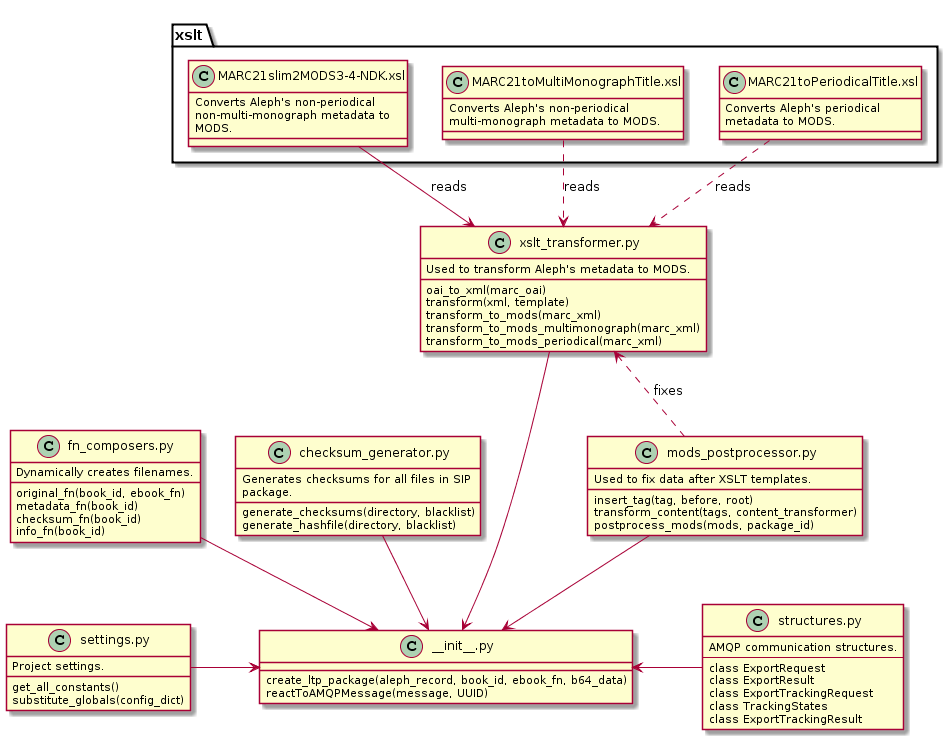 xslt
C MARC21slim2MODS3-4-NDK.xsl
Converts Aleph's non-periodical
non-multi-monograph metadata to
MODS.
C MARC21toMultiMonographTitle.xsl
Converts Aleph's non-periodical
multi-monograph metadata to MODS.
C MARC21toPeriodicalTitle.xsl
Converts Aleph's periodical
metadata to MODS.
reads
reads
reads
C xslt_transformer.py
Used to transform Aleph's metadata to MODS.
oai_to_xml(marc_oai)
transform(xml, template)
transform_to_mods(marc_xml)
transform_to_mods_multimonograph(marc_xml)
transform_to_mods_periodical(marc_xml)
fixes
C fn_composers.py
Dynamically creates filenames.
original_fn(book_id, ebook_fn)
metadata_fn(book_id)
checksum_fn(book_id)
info_fn(book_id)
C checksum_generator.py
Generates checksums for all files in SIP
package.
generate_checksums(directory, blacklist)
generate_hashfile(directory, blacklist)
C mods_postprocessor.py
Used to fix data after XSLT templates.
insert_tag(tag, before, root)
transform_content(tags, content_transformer)
postprocess_mods(mods, package_id)
C settings.py
Project settings.
get_all_constants()
substitute_globals(config_dict)
C __init__.py
create_ltp_package(aleph_record, book_id, ebook_fn, b64_data)
reactToAMQPMessage(message, UUID)
C structures.py
AMQP communication structures.
class ExportRequest
class ExportResult
class ExportTrackingRequest
class TrackingStates
class ExportTrackingResult